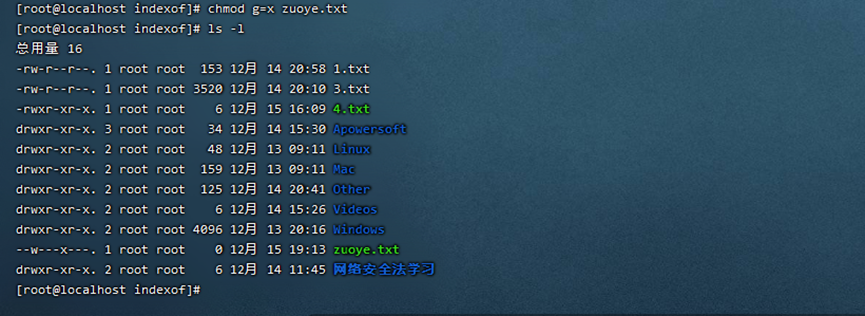 [root@localhost indexof]# chmod g=x zuoye.txt
[root@localhost indexof]# ls -l
总用量 16
-rw-r--r--. 1 root root  153 12月 14 20:58 1.txt
-rw-r--r--. 1 root root 3520 12月 14 20:10 3.txt
-rwxr-xr-x. 1 root root    6 12月 15 16:09 4.txt
drwxr-xr-x. 3 root root   34 12月 14 15:30 Apowersoft
drwxr-xr-x. 2 root root   48 12月 13 09:11 Linux
drwxr-xr-x. 2 root root  159 12月 13 09:11 Mac
drwxr-xr-x. 2 root root  125 12月 14 20:41 Other
drwxr-xr-x. 2 root root    6 12月 14 15:26 Videos
drwxr-xr-x. 2 root root 4096 12月 13 20:16 Windows
--w---x---. 1 root root    0 12月 15 19:13 zuoye.txt
drwxr-xr-x. 2 root root    6 12月 14 11:45 网络安全法学习
[root@localhost indexof]#